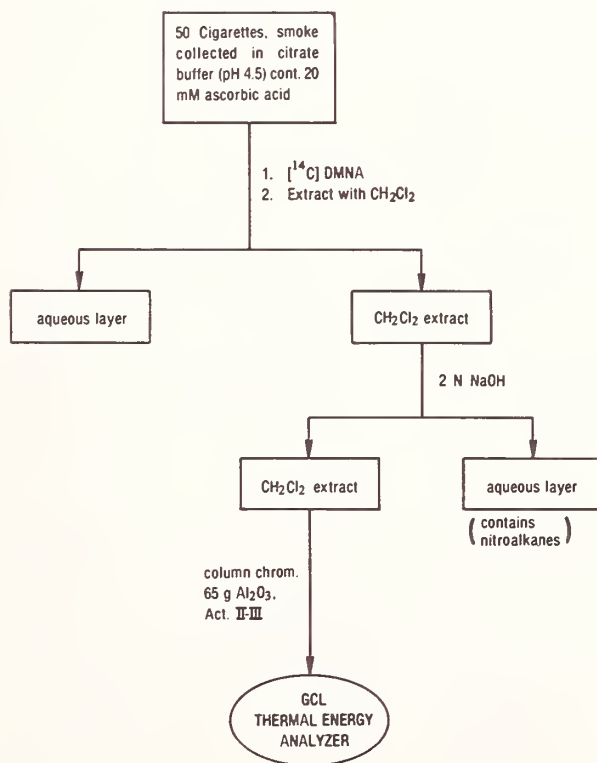 50 Cigarettes, smoke
collected in citrate
buffer (pH 4.5) cont. 20
mM ascorbic acid
1. [¹⁴C] DMNA
2. Extract with CH₂Cl₂
aqueous layer
CH₂Cl₂ extract
2 N NaOH
CH₂Cl₂ extract
aqueous layer
(contains
nitroalkanes)
column chrom.
65 g Al₂O₃,
Act. II-III
GCL
THERMAL ENERGY
ANALYZER